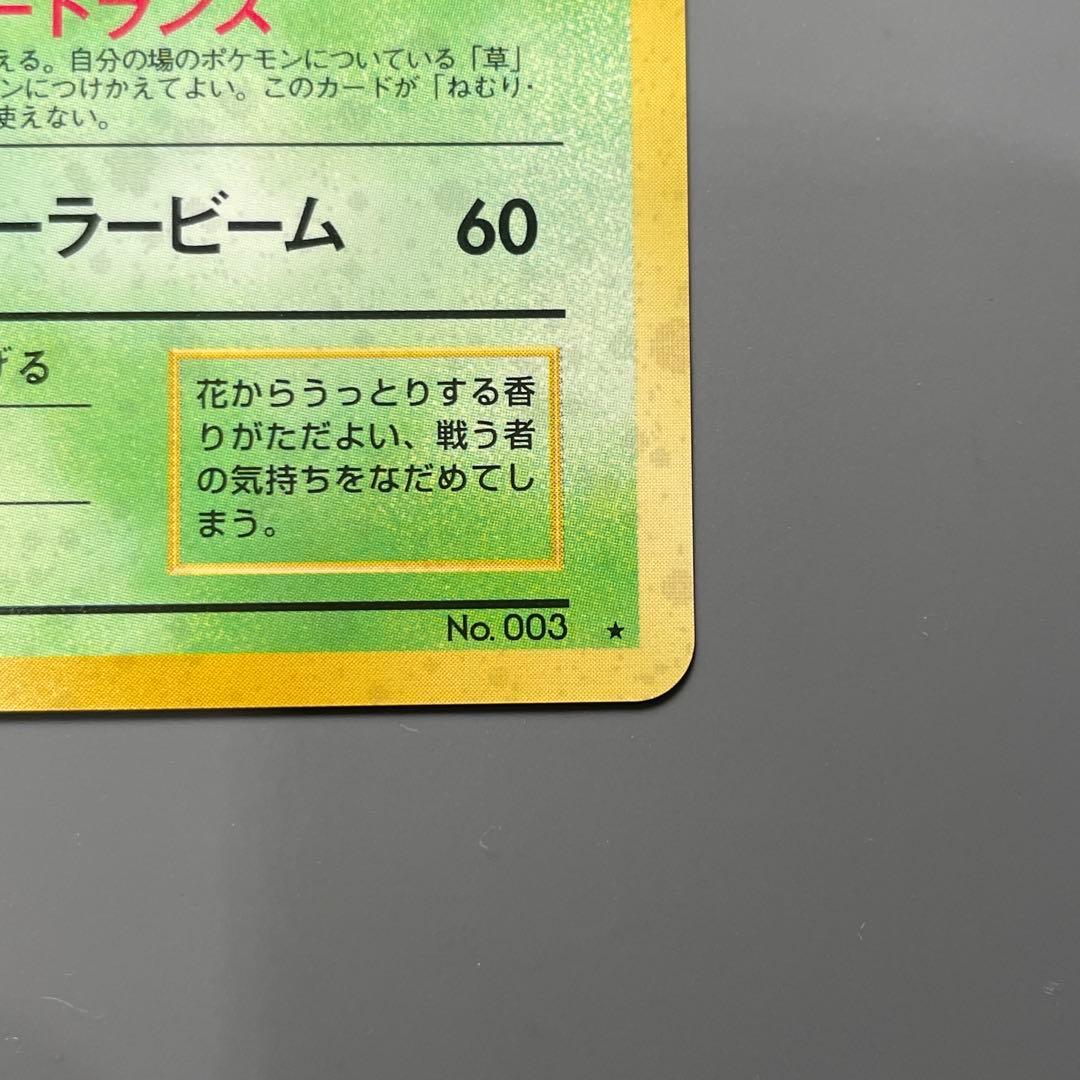 ートランス
える。自分の場のポケモンについている「草」
ンにつけかえてよい。このカードが「ねむり・
使えない。
ーラービーム 60
げる
花からうっとりする香
りがただよい、戦う者
の気持ちをなだめてし
まう。
No. 003 ★